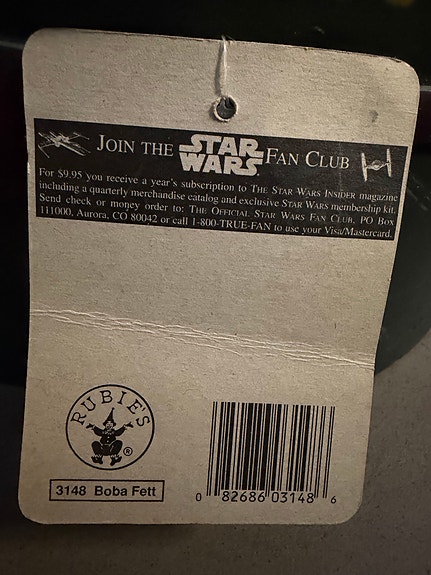 JOIN THE STAR WARS FAN CLUB
For $9.95 you receive a year's subscription to THE STAR WARS INSIDER magazine
including a quarterly merchandise catalog and exclusive STAR WARS membership kit.
Send check or money order to: THE OFFICIAL STAR WARS FAN CLUB, PO Box
111000, Aurora, CO 80042 or call 1-800-TRUE-FAN to use your Visa/Mastercard.
RUBIE'S
®
3148 Boba Fett
0 82686 03148 6